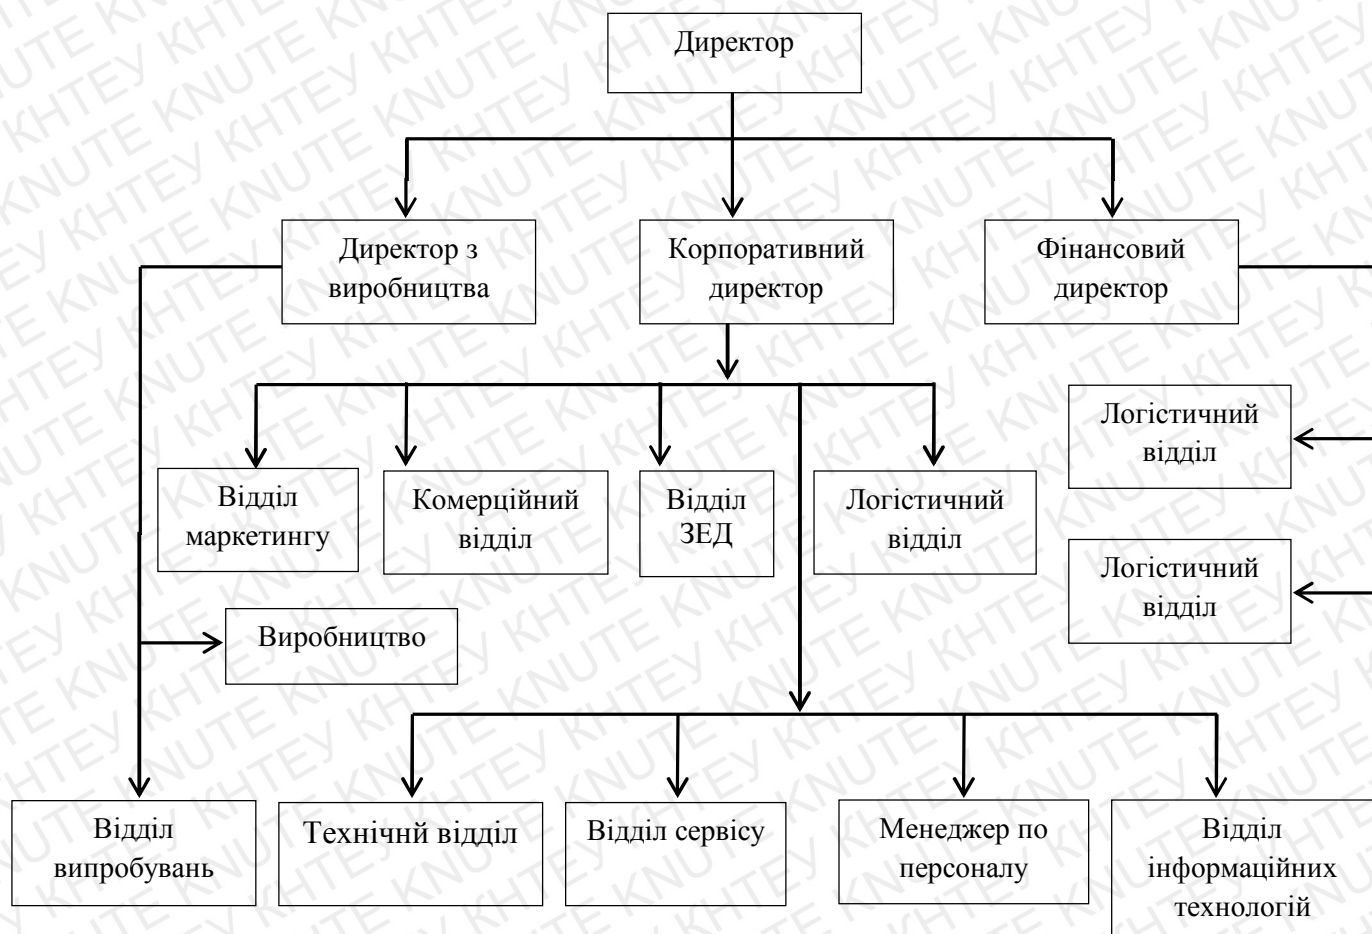 Директор
Директор з
виробництва
Корпоративний
директор
Фінансовий
директор
Логістичний
відділ
Відділ
маркетингу
Комерційний
відділ
Відділ
ЗЕД
Логістичний
відділ
Логістичний
відділ
Виробництво
Відділ
випробувань
Технічнй відділ
Відділ сервісу
Менеджер по
персоналу
Відділ
інформаційних
технологій